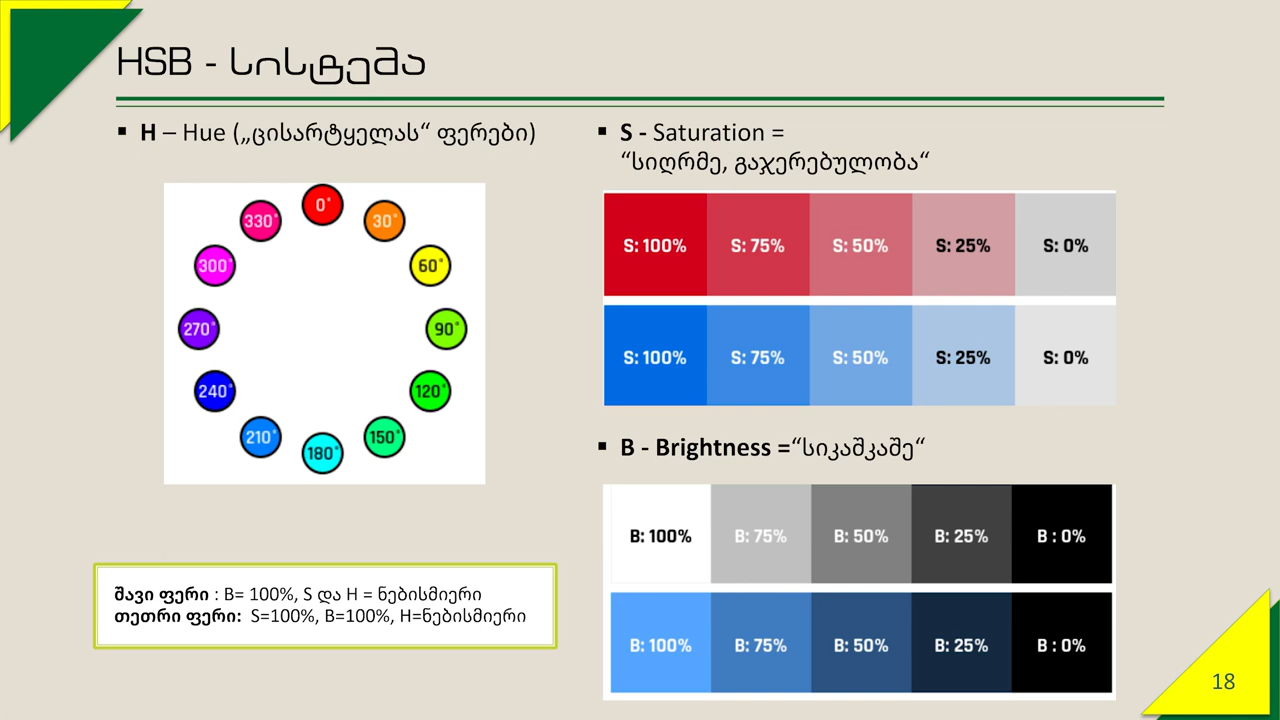 HSB - სისტემა
▪ H – Hue („ცისარტყელას“ ფერები)
0°
330°
30°
300°
60°
270°
90°
240°
120°
210°
150°
180°
შავი ფერი : B= 100%, S და H = ნებისმიერი
თეთრი ფერი: S=100%, B=100%, H=ნებისმიერი
▪ S - Saturation =
“სიღრმე, გაჯერებულობა“
S: 100% S: 75% S: 50% S: 25% S: 0%
S: 100% S: 75% S: 50% S: 25% S: 0%
▪ B - Brightness =“სიკაშკაშე“
B: 100% B: 75% B: 50% B: 25% B : 0%
B: 100% B: 75% B: 50% B: 25% B : 0%
18